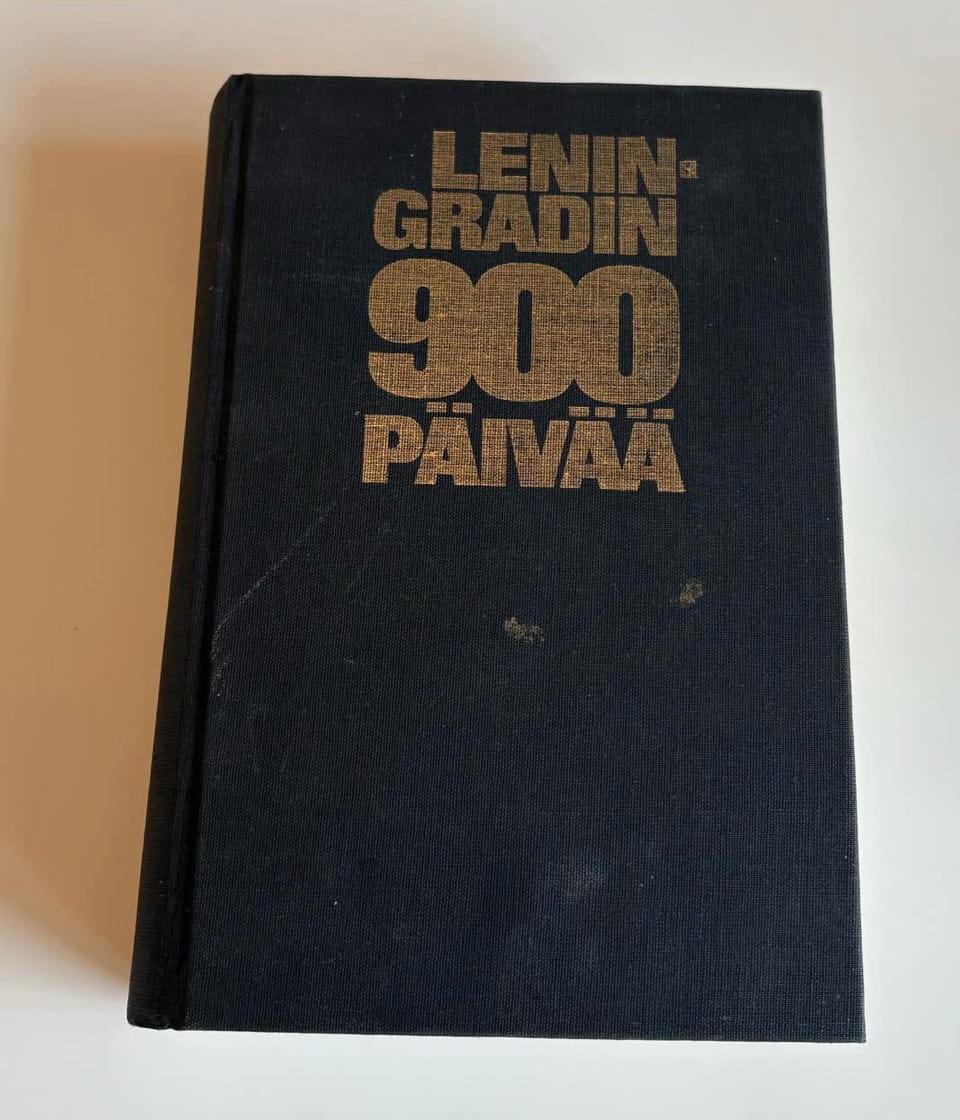 LENIN-
GRADIN
900
PÄIVÄÄ